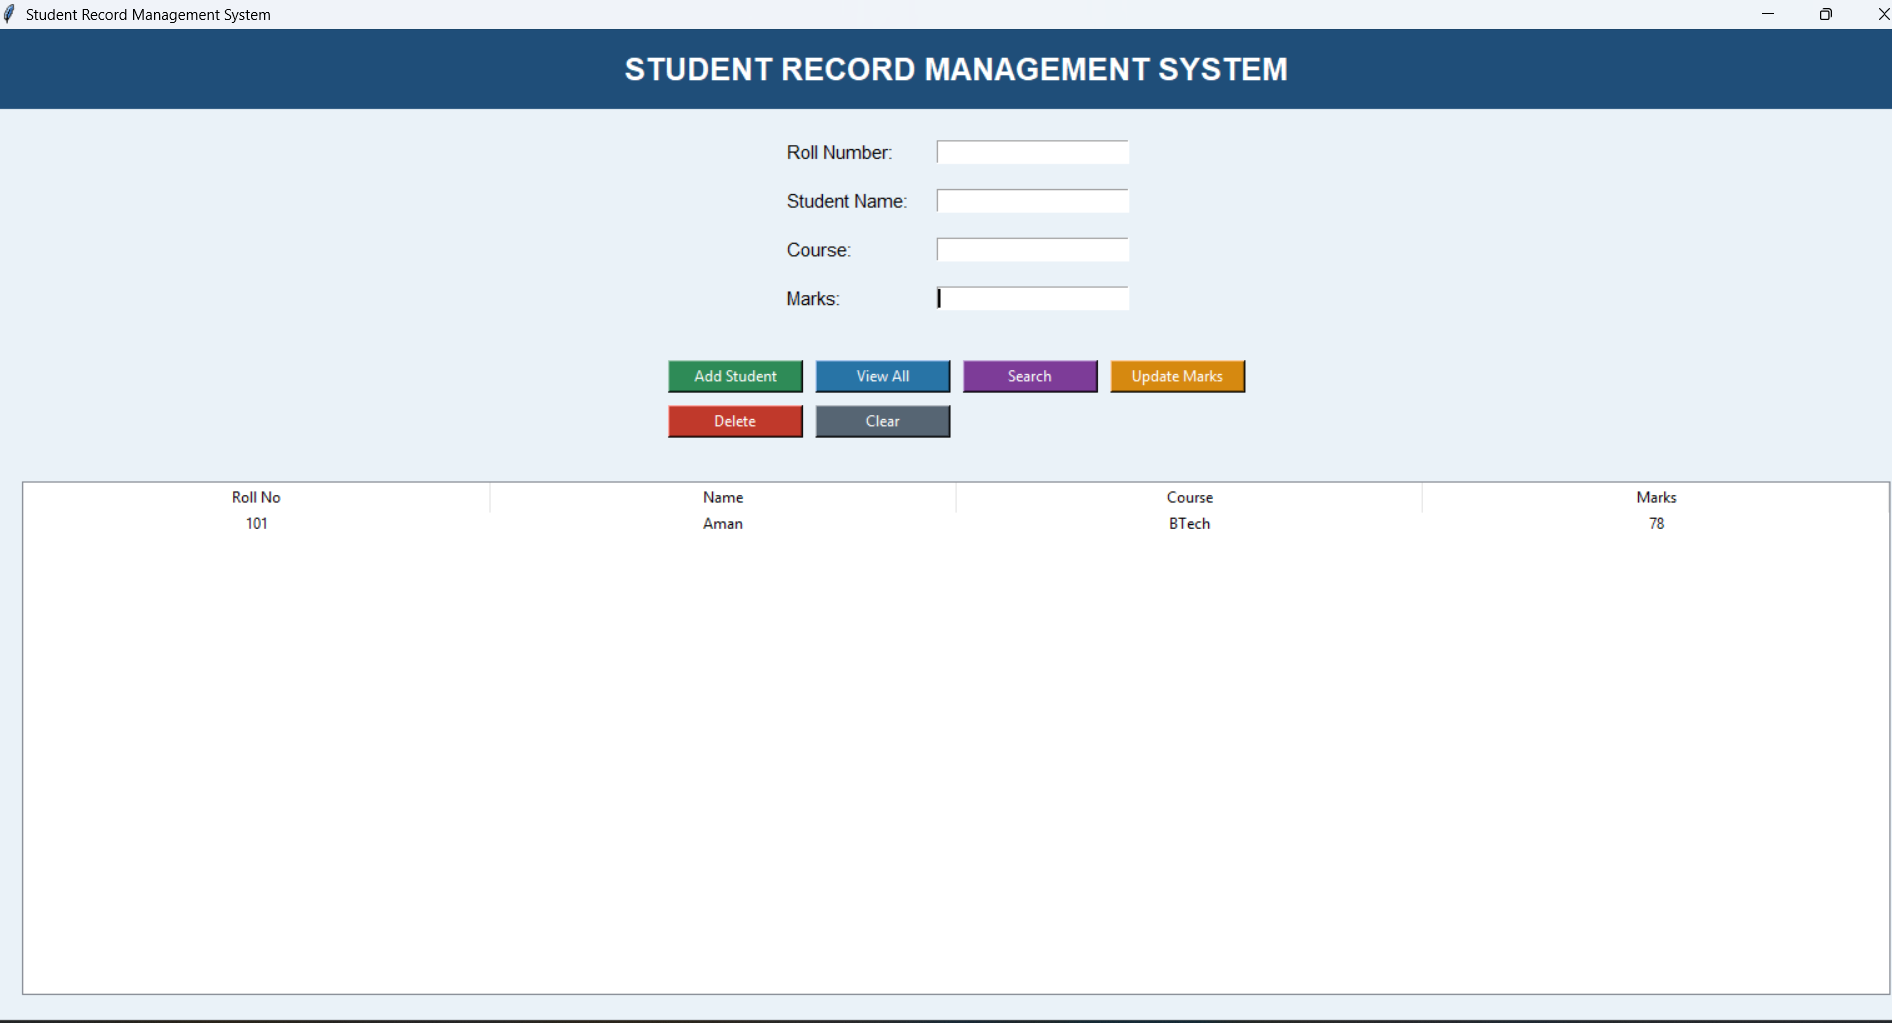 Student Record Management System
STUDENT RECORD MANAGEMENT SYSTEM
Roll Number:
Student Name:
Course:
Marks:
Add Student View All Search Update Marks
Delete Clear
Roll No Name Course Marks
101 Aman BTech 78